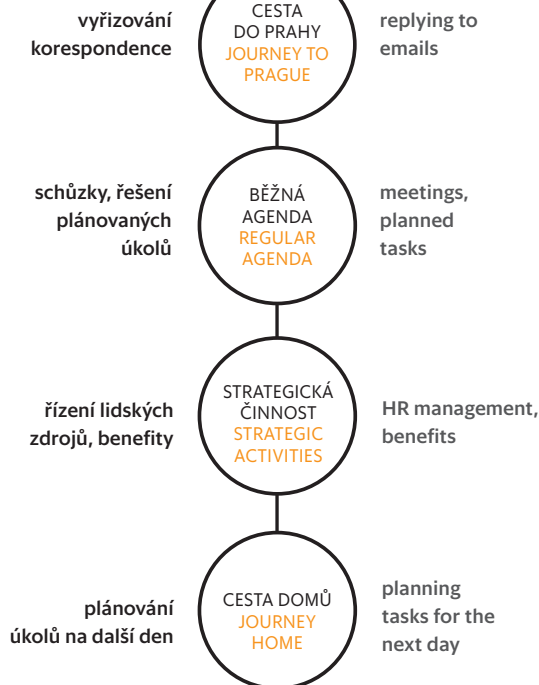 vyřizování
korespondence
CESTA
DO PRAHY
JOURNEY TO
PRAGUE
replying to
emails
schůzky, řešení
plánovaných
úkolů
BĚŽNÁ
AGENDA
REGULAR
AGENDA
meetings,
planned
tasks
řízení lidských
zdrojů, benefity
STRATEGICKÁ
ČINNOST
STRATEGIC
ACTIVITIES
HR management,
benefits
plánování
úkolů na další den
CESTA DOMŮ
JOURNEY
HOME
planning
tasks for the
next day